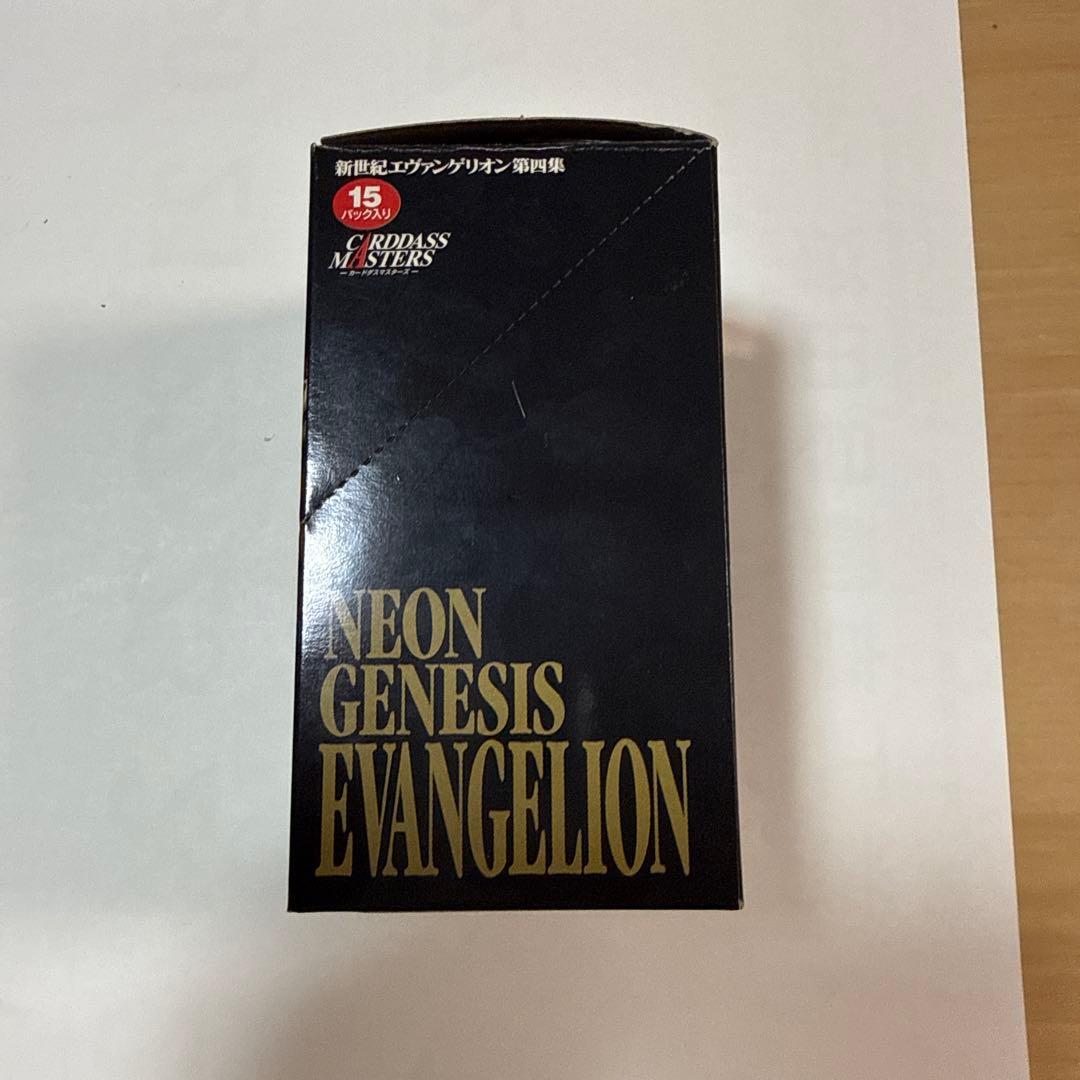 新世紀エヴァンゲリオン第四集
15
パック入り
CARDDASS
MASTERS
ーカードダスマスターズー
NEON
GENESIS
EVANGELION